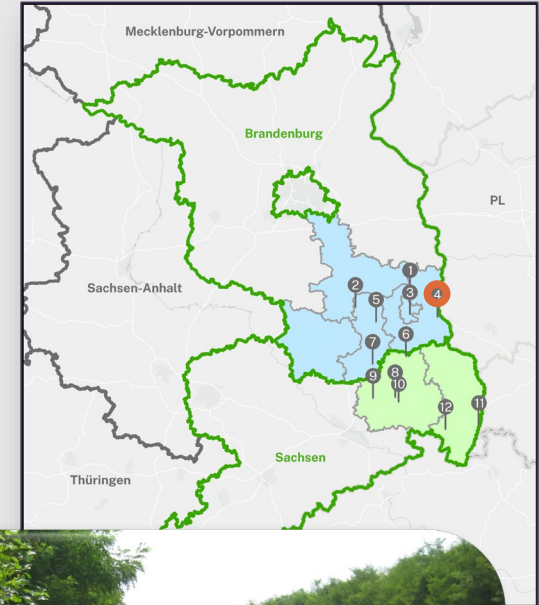 Mecklenburg-Vorpommern
Brandenburg
PL
Sachsen-Anhalt
1
2
3
4
5
6
7
8
9
10
11
12
Sachsen
Thüringen